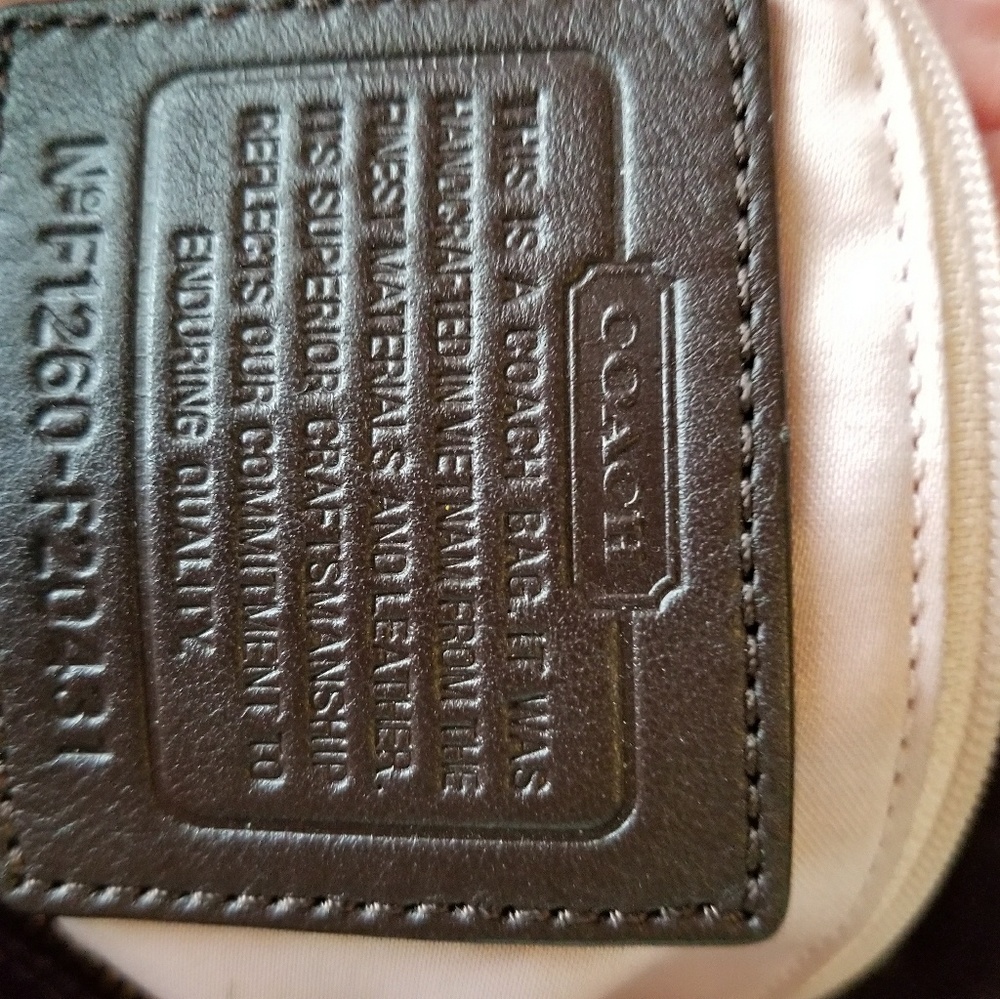 COACH
THIS IS A COACH BAG. IT WAS
HANDCRAFTED IN VIETNAM FROM THE
FINEST MATERIALS AND LEATHER.
ITS SUPERIOR CRAFTSMANSHIP
REFLECTS OUR COMMITMENT TO
ENDURING QUALITY.
Nº F1260-F20431